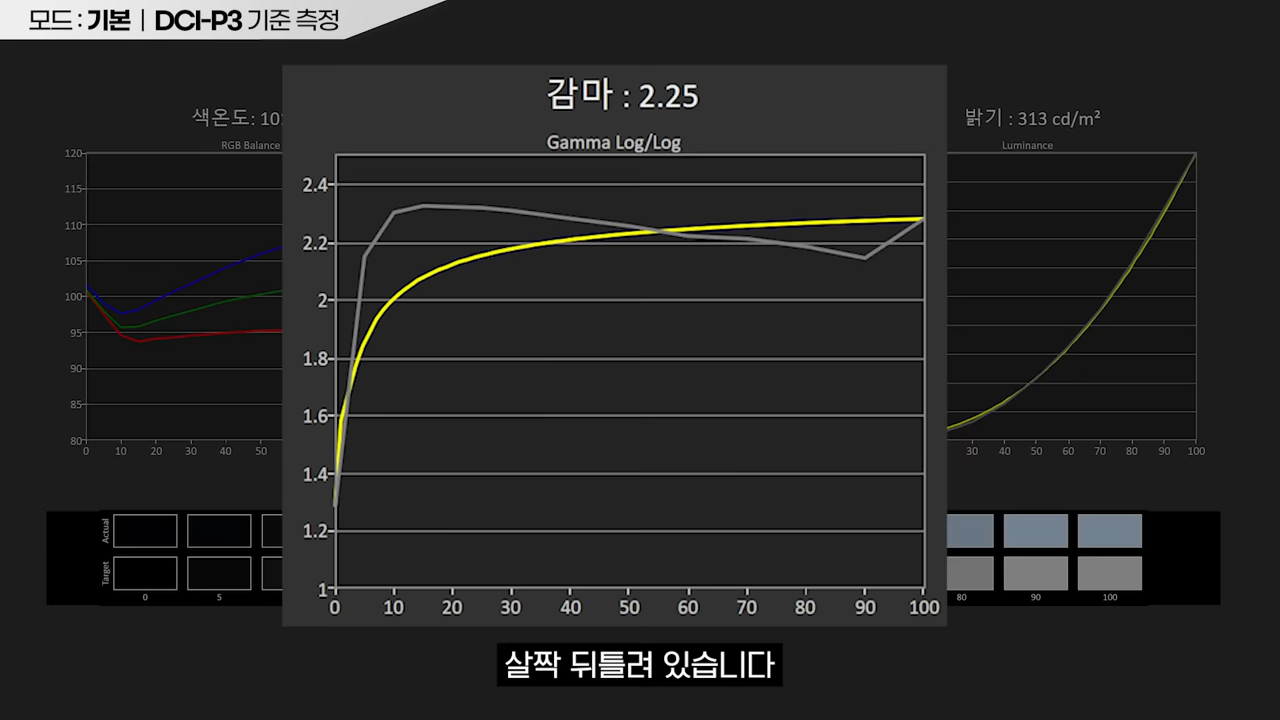 모드 : 기본 | DCI-P3 기준 측정
색온도: 10
RGB Balance
120
115
110
105
100
95
90
85
80
0 10 20 30 40 50
감마 : 2.25
Gamma Log/Log
2.4
2.2
2
1.8
1.6
1.4
1.2
1
0 10 20 30 40 50 60 70 80 90 100
밝기 : 313 cd/m²
Luminance
30 40 50 60 70 80 90 100
Actual
Target
0 5 80 90 100
살짝 뒤틀려 있습니다